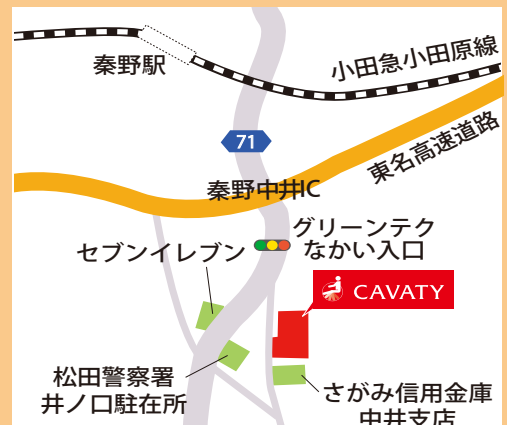 秦野駅
小田急小田原線
71
東名高速道路
秦野中井IC
グリーンテク
なかい入口
セブンイレブン
CAVATY
松田警察署
井ノ口駐在所
さがみ信用金庫
中井支店